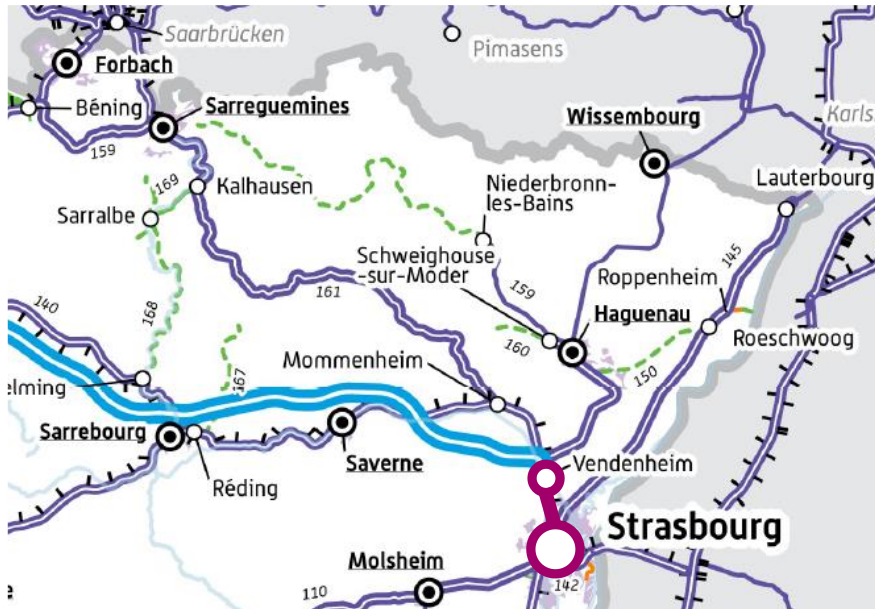 Saarbrücken
Pimasens
Forbach
Béning
Sarreguemines
Wissembourg
Karls
159
169
Kalhausen
Niederbronn-
les-Bains
Lauterbourg
Sarralbe
Schweighouse
-sur-Moder
145
Roppenheim
161
159
140
168
Haguenau
160
Roeschwoog
150
Mommenheim
167
elming
Sarrebourg
Saverne
Vendenheim
Réding
Strasbourg
Molsheim
142
110
e